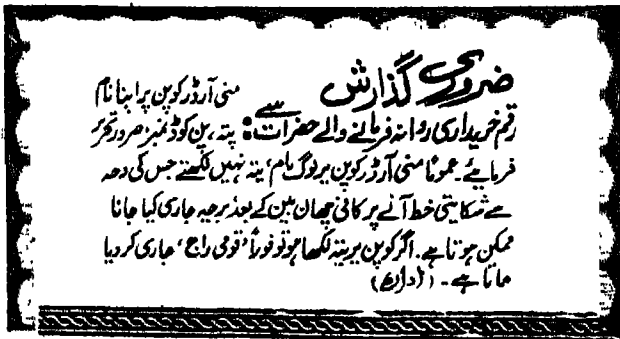 ضروری گذارش
منی آرڈر کوپن پر اپنا نام
رقم خریداری روانہ فرمانے والے حضرات سے: پتہ، پن کوڈ نمبر ضرور تحریر
فرمایئے۔ عموماً منی آرڈر کوپن پر لوگ نام، پتہ نہیں لکھتے جس کی وجہ
سے شکایتی خط آنے پر کافی چھان بین کے بعد پرچہ جاری کیا جانا
ممکن ہوتا ہے۔ اگر کوپن پر پتہ لکھا ہو تو فوراً 'قومی راج' جاری کر دیا
جاتا ہے۔ (ادارہ)